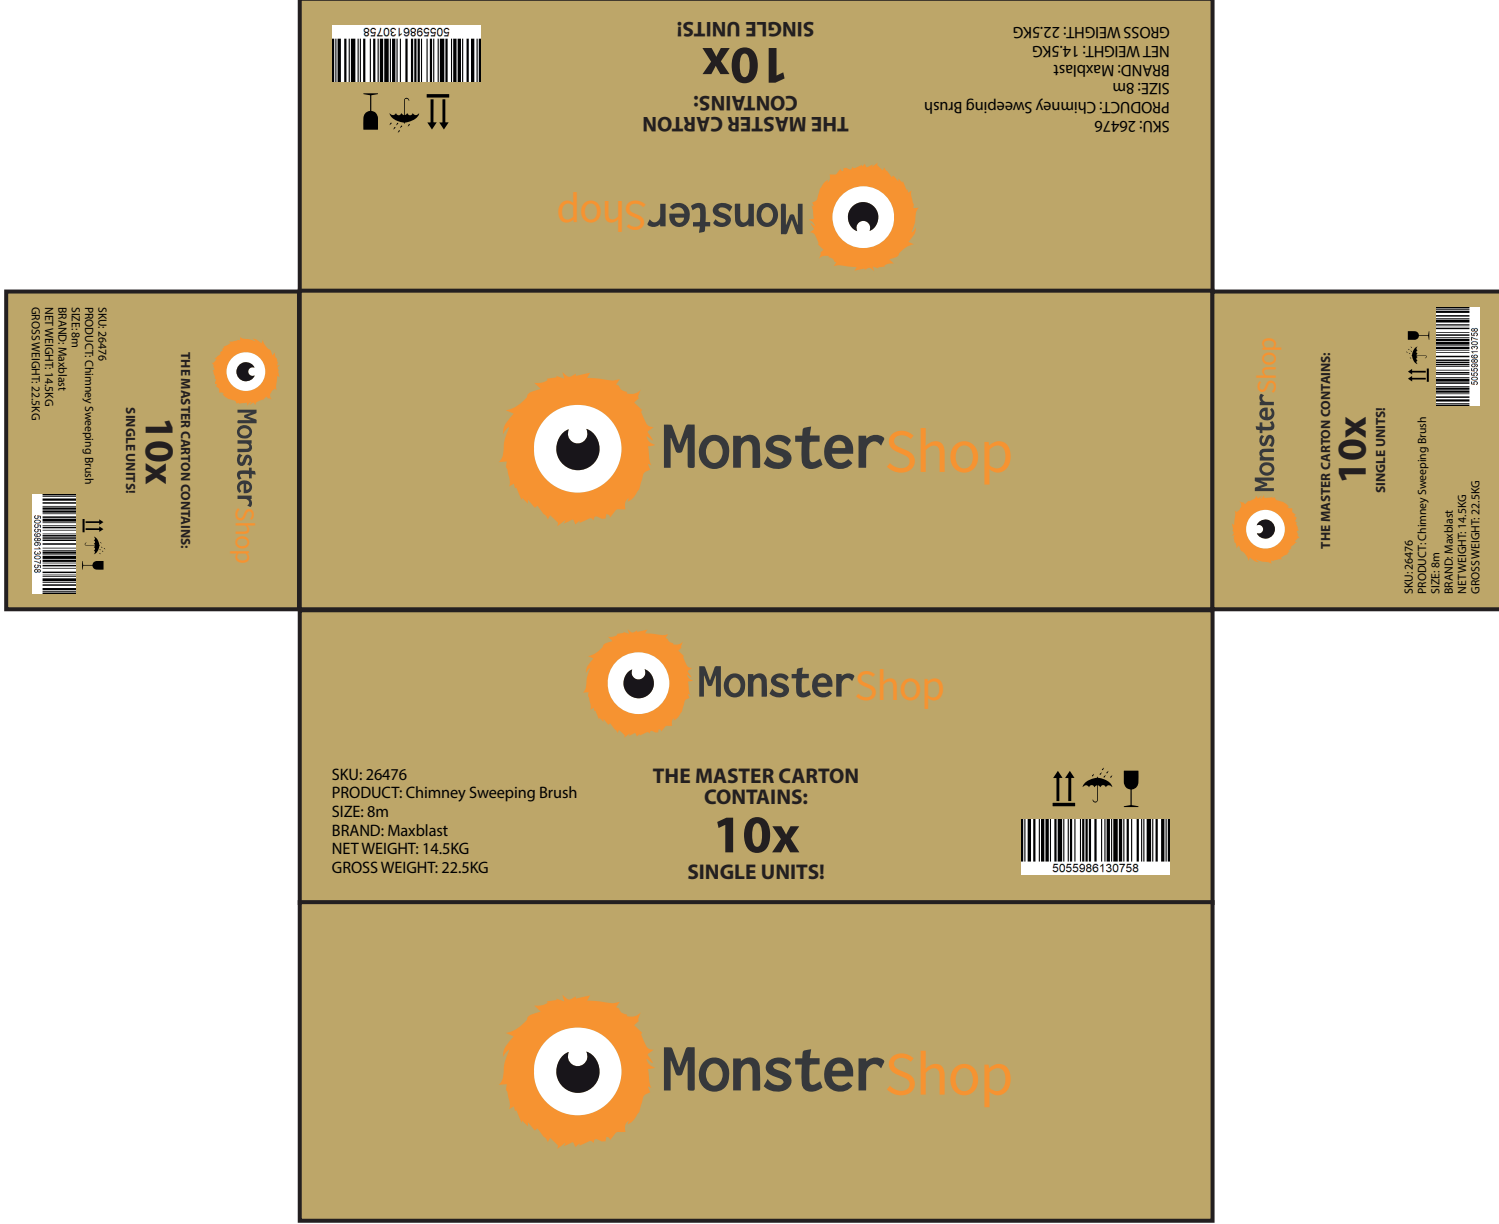 SKU: 26476
PRODUCT: Chimney Sweeping Brush
SIZE: 8m
BRAND: Maxblast
NET WEIGHT: 14.5KG
GROSS WEIGHT: 22.5KG
THE MASTER CARTON
CONTAINS:
10x
SINGLE UNITS!
5055986130758
MonsterShop
SKU: 26476
PRODUCT: Chimney Sweeping Brush
SIZE: 8m
BRAND: Maxblast
NET WEIGHT: 14.5KG
GROSS WEIGHT: 22.5KG
5055986130758
THE MASTER CARTON CONTAINS:
10x
SINGLE UNITS!
MonsterShop
MonsterShop
MonsterShop
THE MASTER CARTON CONTAINS:
10x
SINGLE UNITS!
5055986130758
SKU: 26476
PRODUCT: Chimney Sweeping Brush
SIZE: 8m
BRAND: Maxblast
NET WEIGHT: 14.5KG
GROSS WEIGHT: 22.5KG
MonsterShop
SKU: 26476
PRODUCT: Chimney Sweeping Brush
SIZE: 8m
BRAND: Maxblast
NET WEIGHT: 14.5KG
GROSS WEIGHT: 22.5KG
THE MASTER CARTON
CONTAINS:
10x
SINGLE UNITS!
5055986130758
MonsterShop